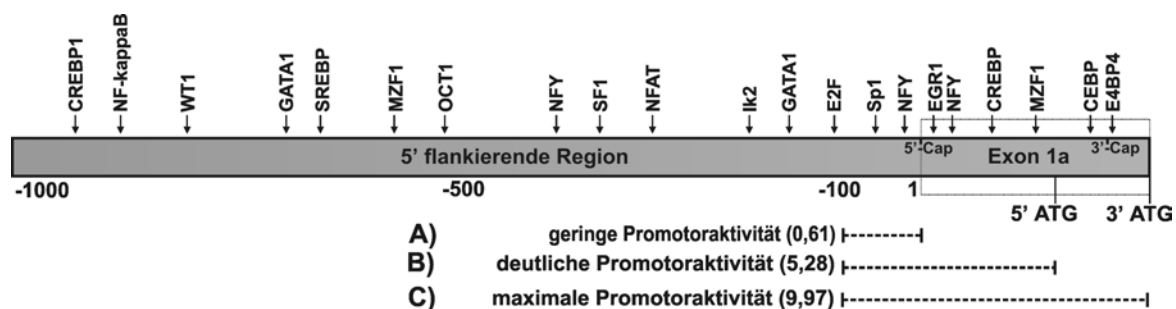 CREBP1
NF-kappaB
WT1
GATA1
SREBP
MZF1
OCT1
NFY
SF1
NFAT
Ik2
GATA1
E2F
Sp1
NFY
EGR1
NFY
CREBP
MZF1
CEBP
E4BP4
5' flankierende Region
5'-Cap
Exon 1a
3'-Cap
-1000
-500
-100
1
5' ATG
3' ATG
A) geringe Promotoraktivität (0,61)
B) deutliche Promotoraktivität (5,28)
C) maximale Promotoraktivität (9,97)